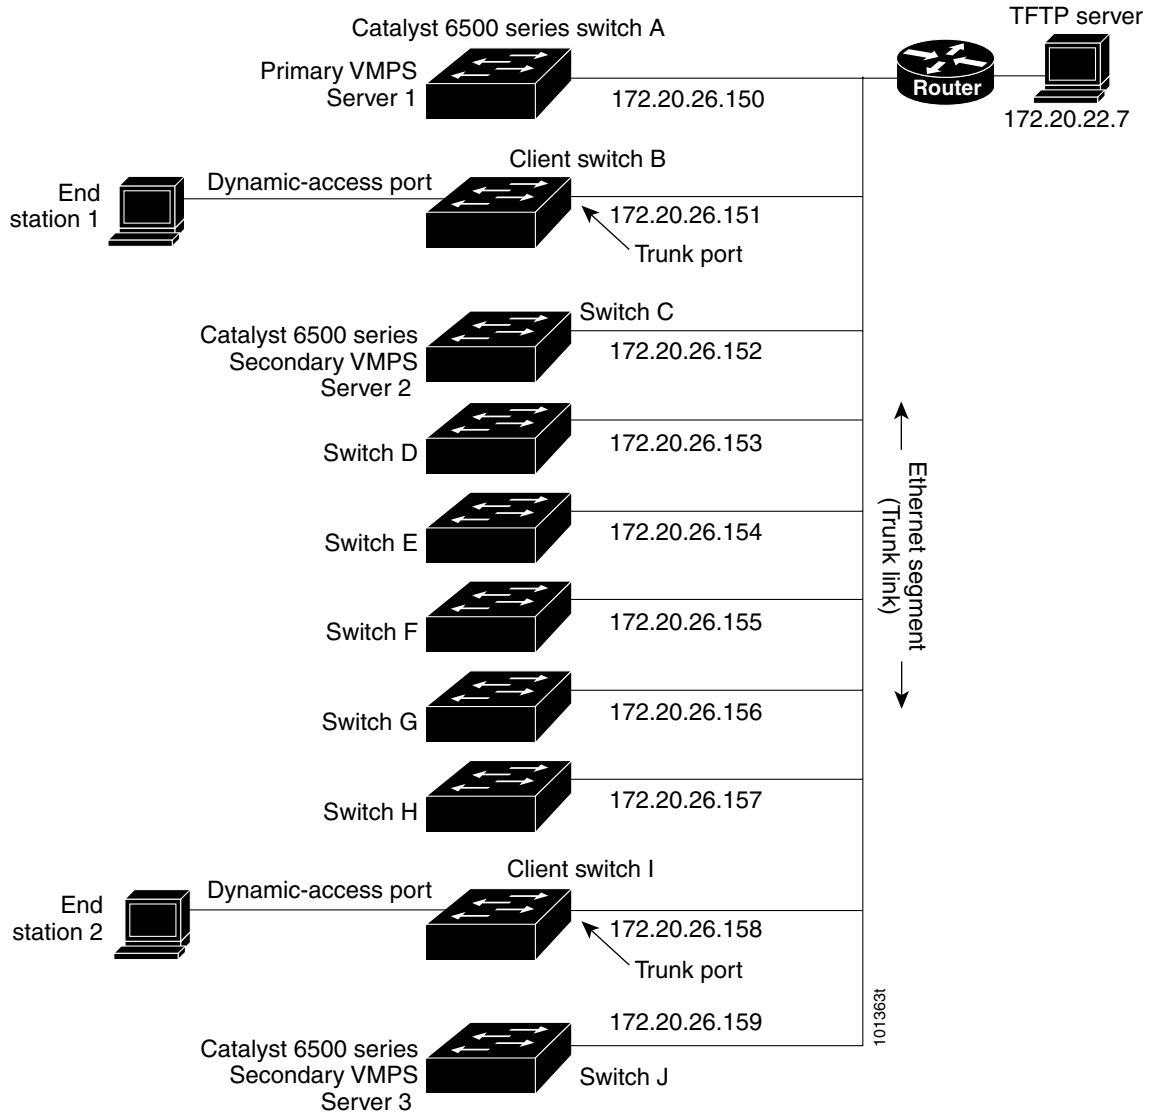 TFTP server
Catalyst 6500 series switch A
Primary VMPS
Server 1
172.20.26.150
Router
172.20.22.7
Client switch B
End
station 1
Dynamic-access port
172.20.26.151
Trunk port
Switch C
Catalyst 6500 series
Secondary VMPS
Server 2
172.20.26.152
Switch D
172.20.26.153
Switch E
172.20.26.154
Switch F
172.20.26.155
Switch G
172.20.26.156
Switch H
172.20.26.157
Ethernet segment
(Trunk link)
Client switch I
End
station 2
Dynamic-access port
172.20.26.158
Trunk port
172.20.26.159
Catalyst 6500 series
Secondary VMPS
Server 3
Switch J
101363t